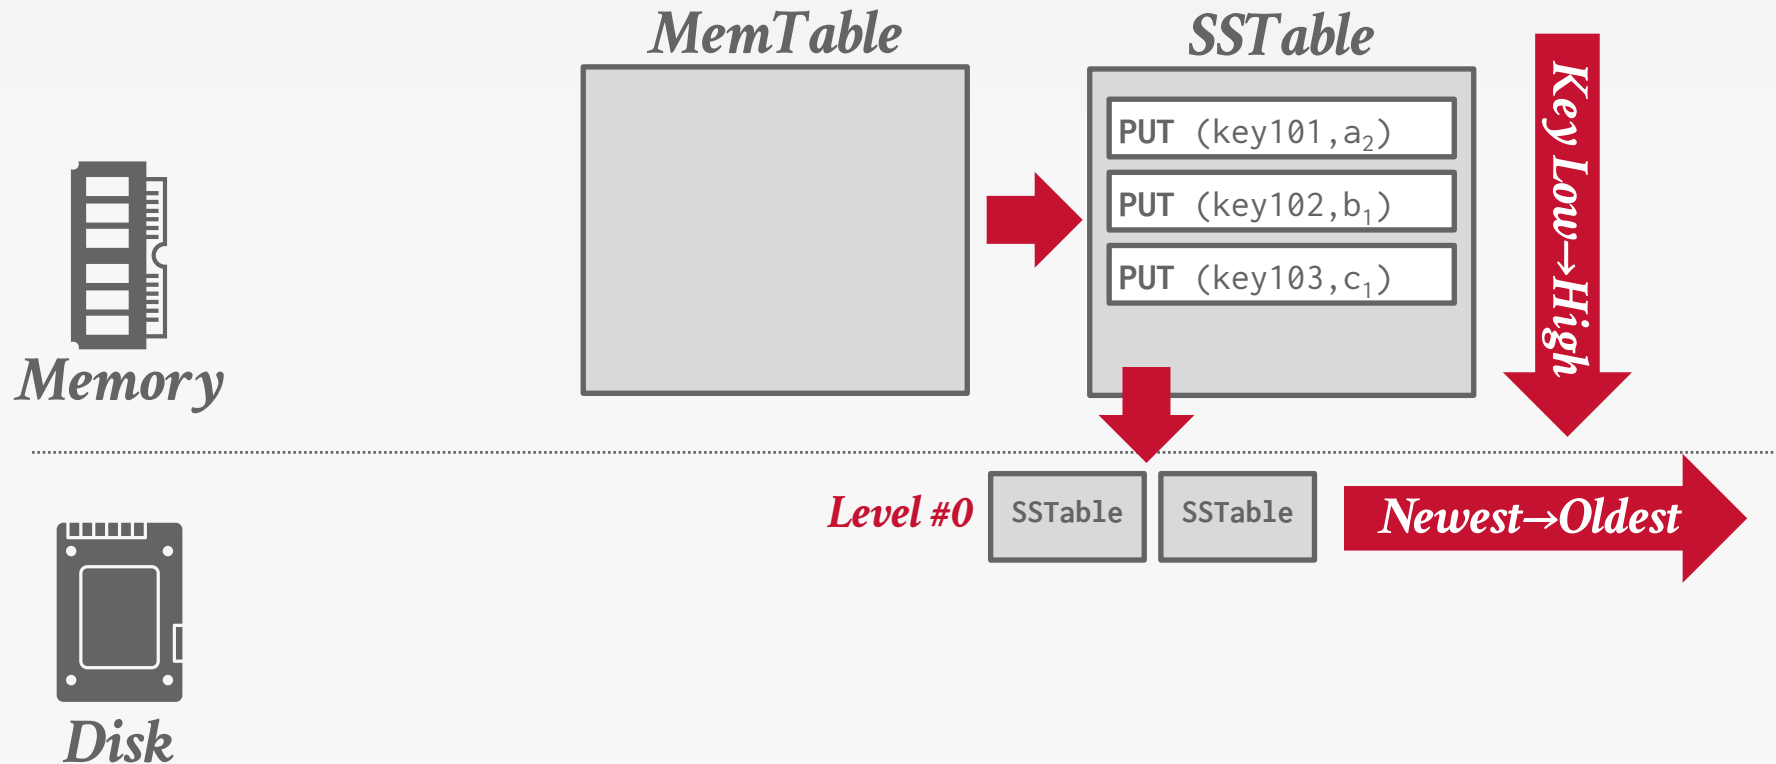 MemTable
SSTable
PUT (key101,a₂)
PUT (key102,b₁)
PUT (key103,c₁)
Key Low→High
Memory
Level #0
SSTable
SSTable
Newest→Oldest
Disk